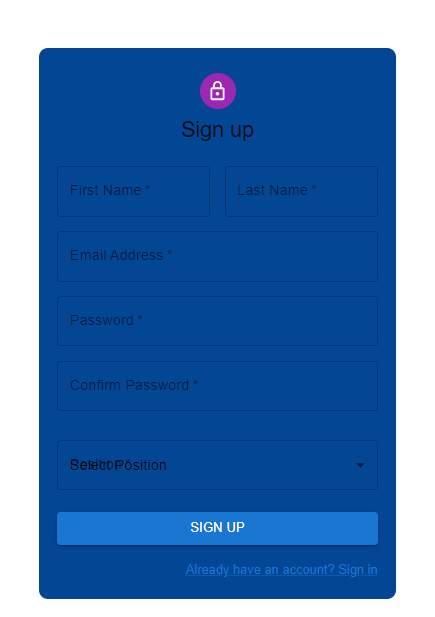 Sign up
First Name *
Last Name *
Email Address *
Password *
Confirm Password *
Select Position
SIGN UP
Already have an account? Sign in